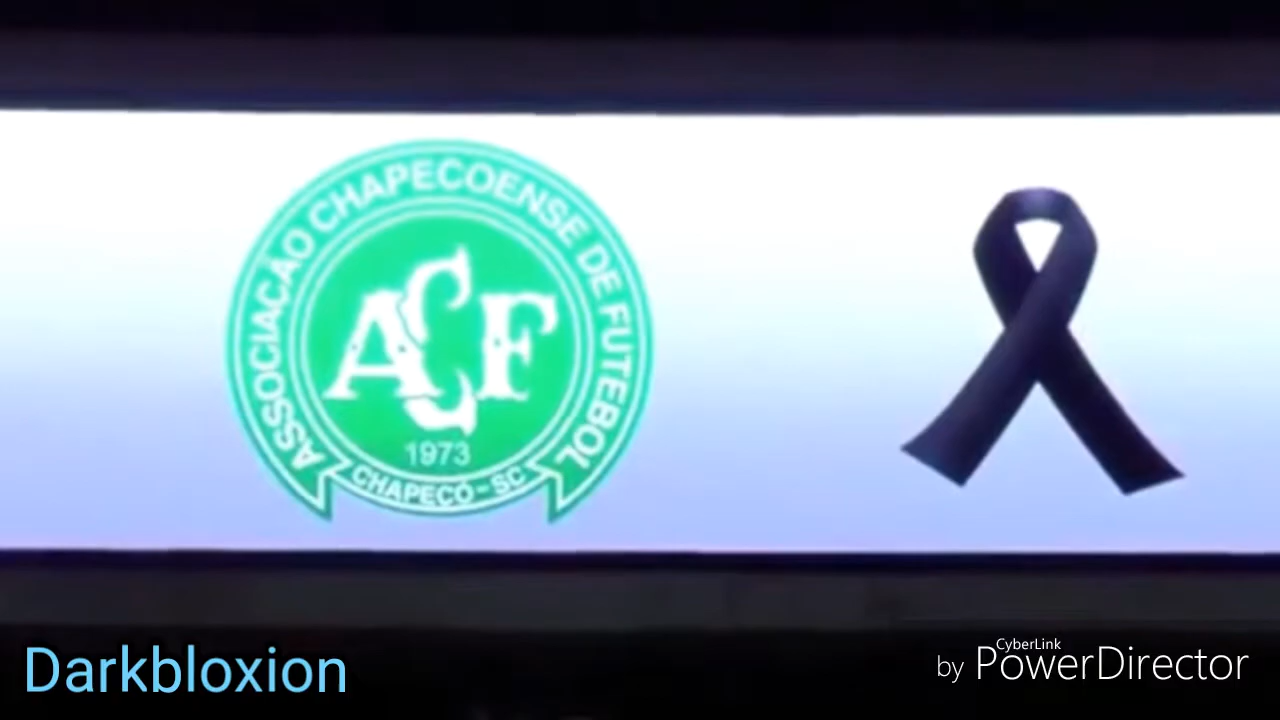 ASSOCIAÇÃO CHAPECOENSE DE FUTEBOL
ACF
1973
CHAPECÓ - SC
Darkbloxion
CyberLink
by PowerDirector